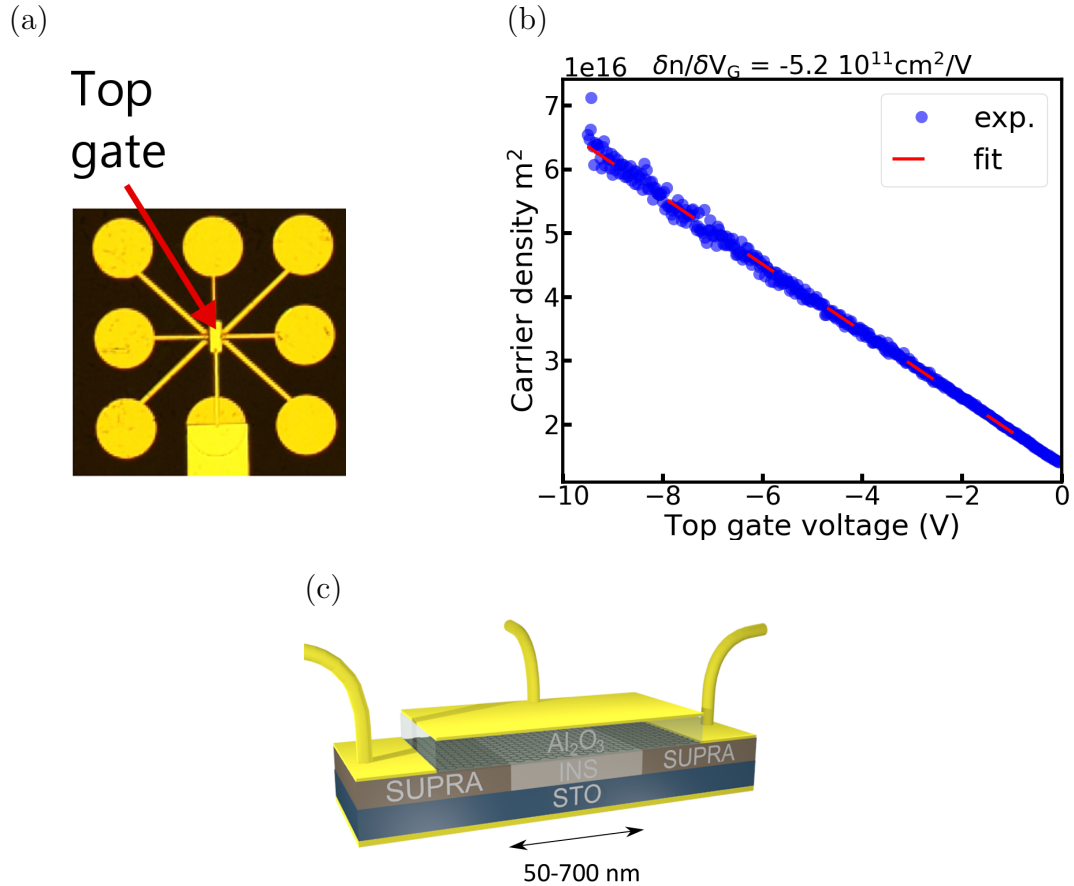 (a)
Top
gate
(b)
1e16 δn/δV_G = -5.2 10^11cm^2/V
7
6
5
4
3
2
Carrier density m^2
exp.
fit
−10 −8 −6 −4 −2 0
Top gate voltage (V)
(c)
Al₂O₃
SUPRA INS SUPRA
STO
50-700 nm